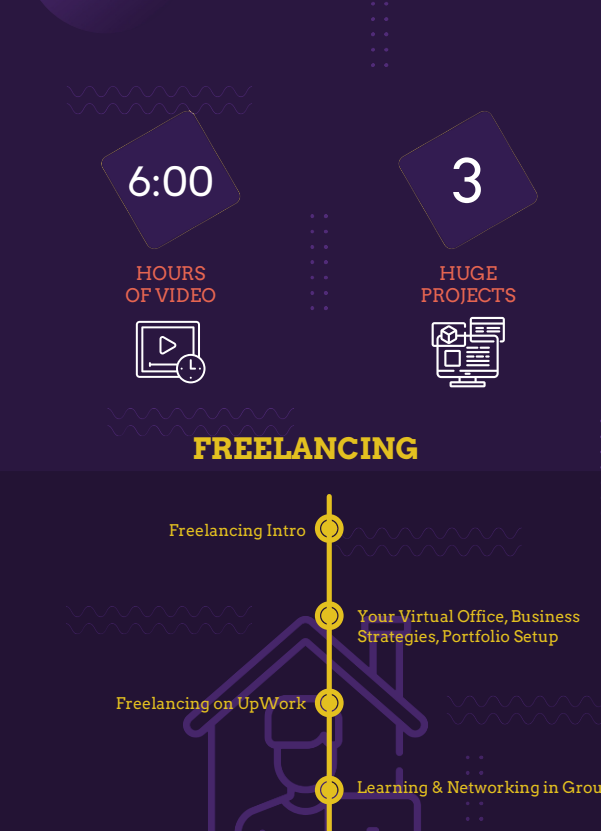 6:00
HOURS
OF VIDEO
3
HUGE
PROJECTS
FREELANCING
Freelancing Intro
Your Virtual Office, Business
Strategies, Portfolio Setup
Freelancing on UpWork
Learning & Networking in